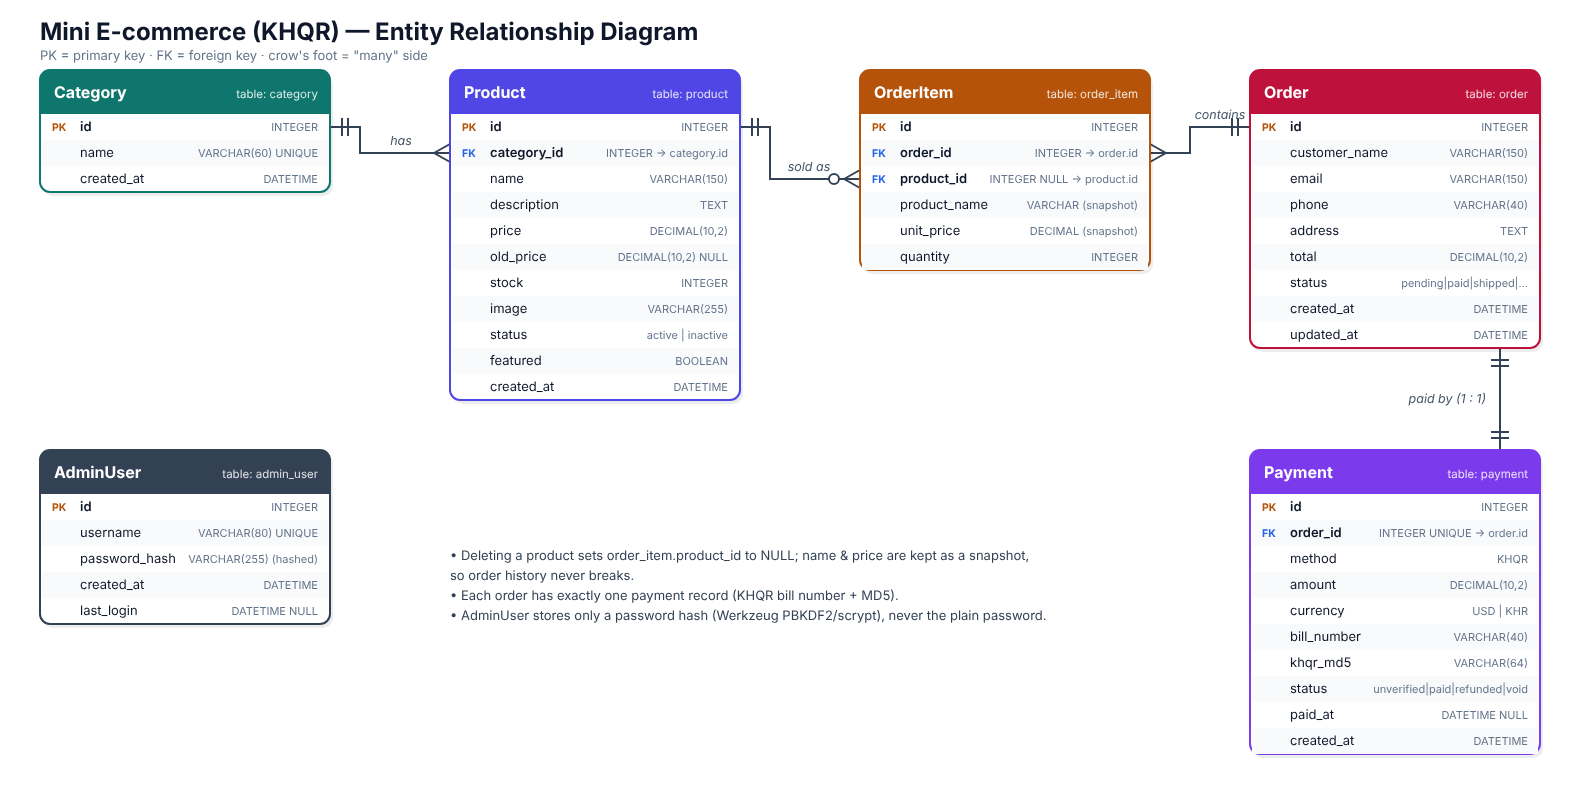 Mini E-commerce (KHQR) — Entity Relationship Diagram
PK = primary key · FK = foreign key · crow's foot = "many" side
Category table: category
PK id INTEGER
name VARCHAR(60) UNIQUE
created_at DATETIME
has
Product table: product
PK id INTEGER
FK category_id INTEGER → category.id
name VARCHAR(150)
description TEXT
price DECIMAL(10,2)
old_price DECIMAL(10,2) NULL
stock INTEGER
image VARCHAR(255)
status active | inactive
featured BOOLEAN
created_at DATETIME
sold as
OrderItem table: order_item
PK id INTEGER
FK order_id INTEGER → order.id
FK product_id INTEGER NULL → product.id
product_name VARCHAR (snapshot)
unit_price DECIMAL (snapshot)
quantity INTEGER
contains
Order table: order
PK id INTEGER
customer_name VARCHAR(150)
email VARCHAR(150)
phone VARCHAR(40)
address TEXT
total DECIMAL(10,2)
status pending|paid|shipped|…
created_at DATETIME
updated_at DATETIME
paid by (1 : 1)
AdminUser table: admin_user
PK id INTEGER
username VARCHAR(80) UNIQUE
password_hash VARCHAR(255) (hashed)
created_at DATETIME
last_login DATETIME NULL
• Deleting a product sets order_item.product_id to NULL; name & price are kept as a snapshot,
so order history never breaks.
• Each order has exactly one payment record (KHQR bill number + MD5).
• AdminUser stores only a password hash (Werkzeug PBKDF2/scrypt), never the plain password.
Payment table: payment
PK id INTEGER
FK order_id INTEGER UNIQUE → order.id
method KHQR
amount DECIMAL(10,2)
currency USD | KHR
bill_number VARCHAR(40)
khqr_md5 VARCHAR(64)
status unverified|paid|refunded|void
paid_at DATETIME NULL
created_at DATETIME